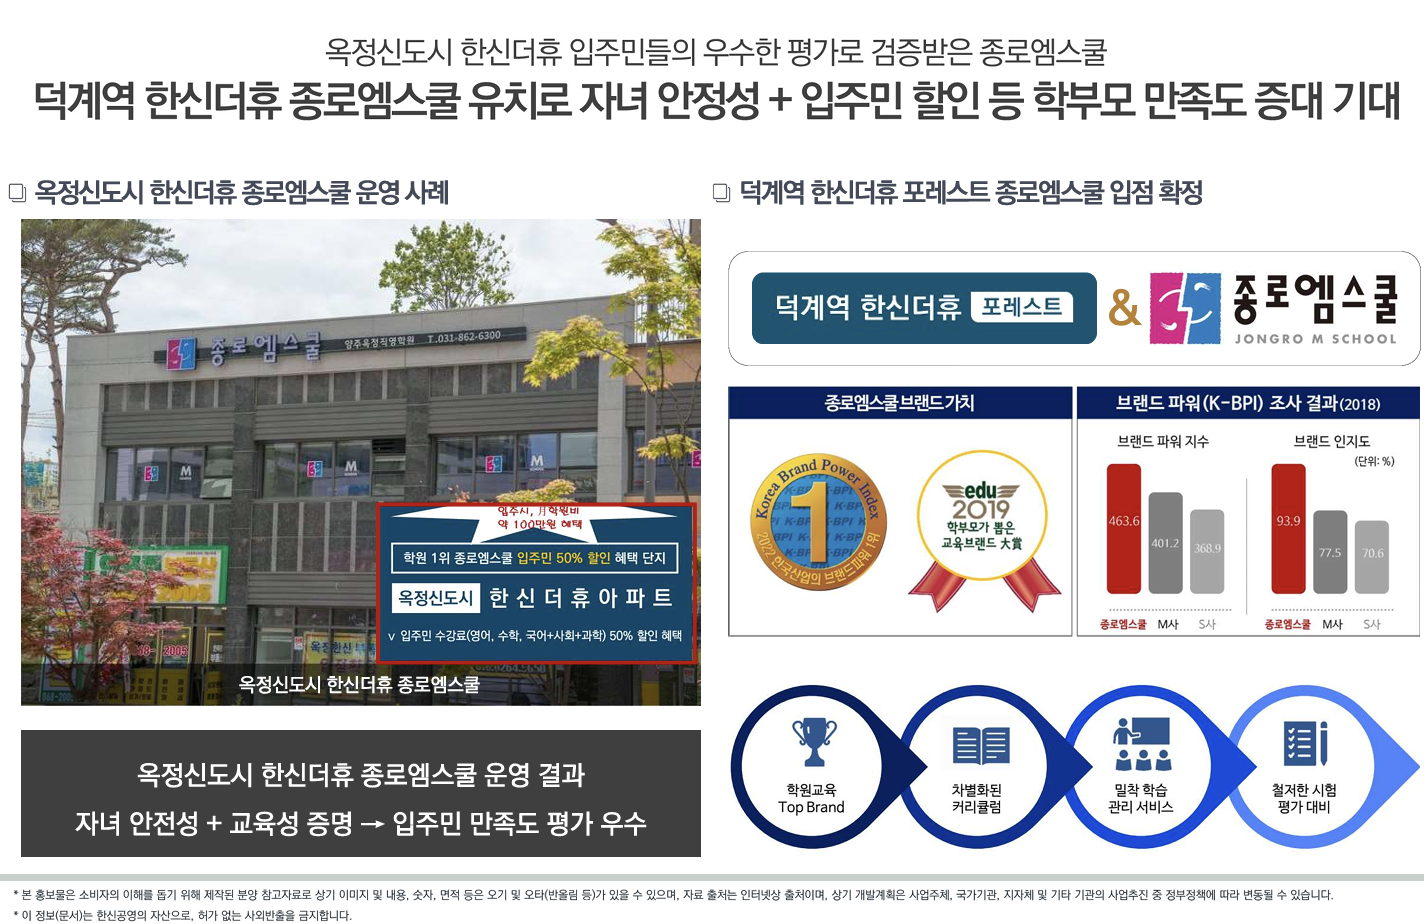 옥정신도시 한신더휴 입주민들의 우수한 평가로 검증받은 종로엠스쿨
덕계역 한신더휴 종로엠스쿨 유치로 자녀 안정성 + 입주민 할인 등 학부모 만족도 증대 기대
옥정신도시 한신더휴 종로엠스쿨 운영 사례
종로엠스쿨 양주옥정직영학원 T.031-862-6300
M
M
M
입주시, 月학원비
약 100만원 혜택
학원 1위 종로엠스쿨 입주민 50% 할인 혜택 단지
옥정신도시 한신더휴아파트
v 입주민 수강료(영어, 수학, 국어+사회+과학) 50% 할인 혜택
2005
옥정신도시 한신더휴 종로엠스쿨
옥정신도시 한신더휴 종로엠스쿨 운영 결과
자녀 안전성 + 교육성 증명 → 입주민 만족도 평가 우수
덕계역 한신더휴 포레스트 종로엠스쿨 입점 확정
덕계역 한신더휴 포레스트 & 종로엠스쿨
JONGRO M SCHOOL
종로엠스쿨브랜드가치
Korea Brand Power Index
K-BPI
1
2022 한국산업의 브랜드파워 1위
edu
2019
학부모가 뽑은
교육브랜드 大賞
브랜드 파워(K-BPI) 조사 결과(2018)
브랜드 파워 지수
463.6 401.2 368.9
종로엠스쿨 M사 S사
브랜드 인지도
(단위: %)
93.9 77.5 70.6
종로엠스쿨 M사 S사
학원교육
Top Brand
차별화된
커리큘럼
밀착 학습
관리 서비스
철저한 시험
평가 대비
* 본 홍보물은 소비자의 이해를 돕기 위해 제작된 분양 참고자료로 상기 이미지 및 내용, 숫자, 면적 등은 오기 및 오타(반올림 등)가 있을 수 있으며, 자료 출처는 인터넷상 출처이며, 상기 개발계획은 사업주체, 국가기관, 지자체 및 기타 기관의 사업추진 중 정부정책에 따라 변동될 수 있습니다.
* 이 정보(문서)는 한신공영의 자산으로, 허가 없는 사외반출을 금지합니다.